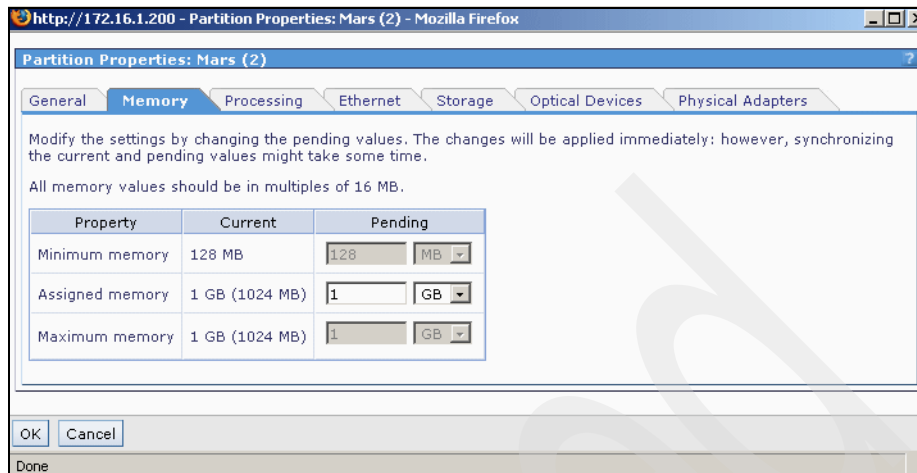 http://172.16.1.200 - Partition Properties: Mars (2) - Mozilla Firefox
Partition Properties: Mars (2) ?
General Memory Processing Ethernet Storage Optical Devices Physical Adapters
Modify the settings by changing the pending values. The changes will be applied immediately: however, synchronizing
the current and pending values might take some time.
All memory values should be in multiples of 16 MB.
Property Current Pending
Minimum memory 128 MB 128 MB
Assigned memory 1 GB (1024 MB) 1 GB
Maximum memory 1 GB (1024 MB) 1 GB
OK Cancel
Done